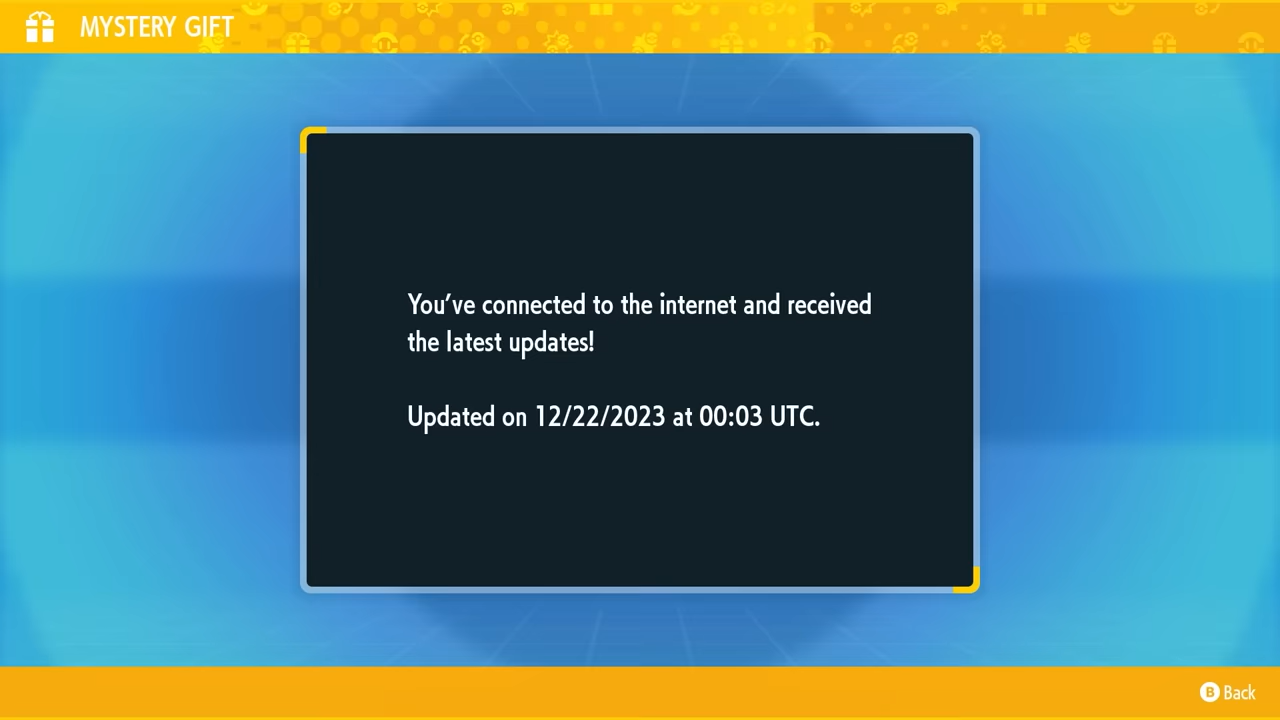 MYSTERY GIFT
You've connected to the internet and received
the latest updates!
Updated on 12/22/2023 at 00:03 UTC.
B Back